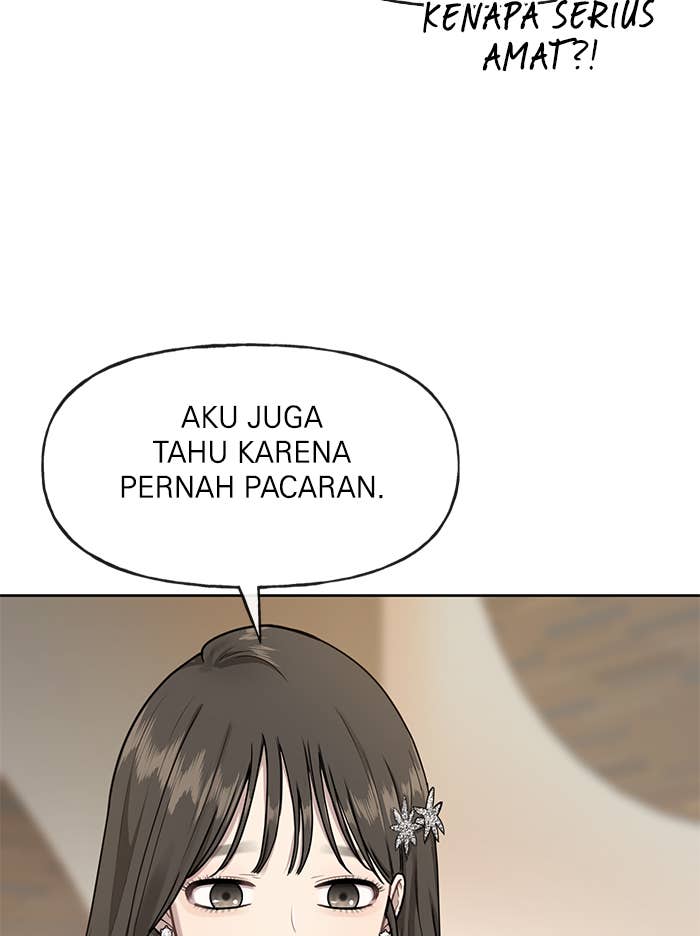 KENAPA SERIUS
AMAT?!
AKU JUGA
TAHU KARENA
PERNAH PACARAN.